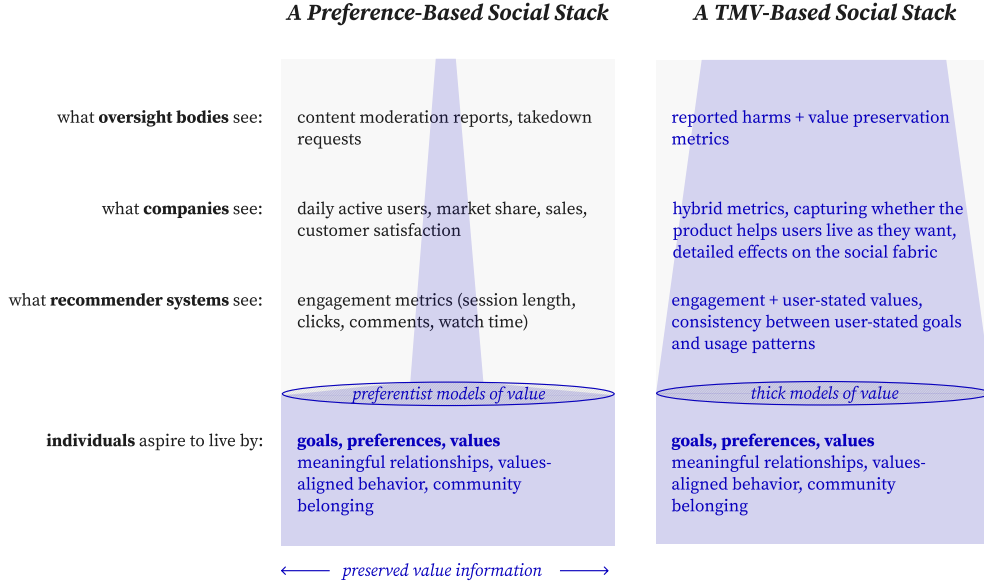 A Preference-Based Social Stack
A TMV-Based Social Stack
what oversight bodies see:
content moderation reports, takedown
requests
reported harms + value preservation
metrics
what companies see:
daily active users, market share, sales,
customer satisfaction
hybrid metrics, capturing whether the
product helps users live as they want,
detailed effects on the social fabric
what recommender systems see:
engagement metrics (session length,
clicks, comments, watch time)
engagement + user-stated values,
consistency between user-stated goals
and usage patterns
preferentist models of value
thick models of value
individuals aspire to live by:
goals, preferences, values
meaningful relationships, values-
aligned behavior, community
belonging
goals, preferences, values
meaningful relationships, values-
aligned behavior, community
belonging
preserved value information